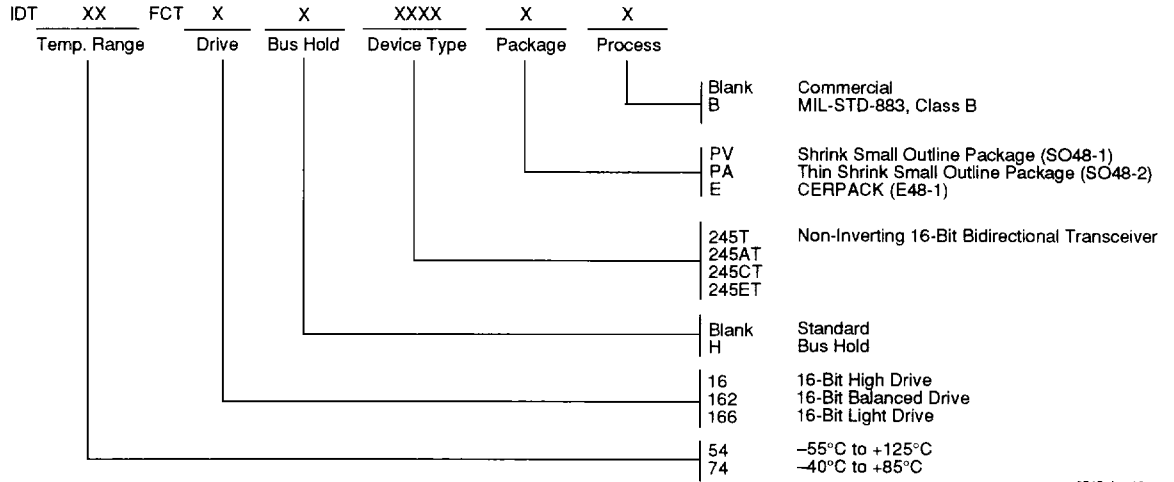 IDT XX FCT X X XXXX X X
Temp. Range Drive Bus Hold Device Type Package Process
Blank Commercial
B MIL-STD-883, Class B
PV Shrink Small Outline Package (SO48-1)
PA Thin Shrink Small Outline Package (SO48-2)
E CERPACK (E48-1)
245T Non-Inverting 16-Bit Bidirectional Transceiver
245AT
245CT
245ET
Blank Standard
H Bus Hold
16 16-Bit High Drive
162 16-Bit Balanced Drive
166 16-Bit Light Drive
54 –55°C to +125°C
74 –40°C to +85°C